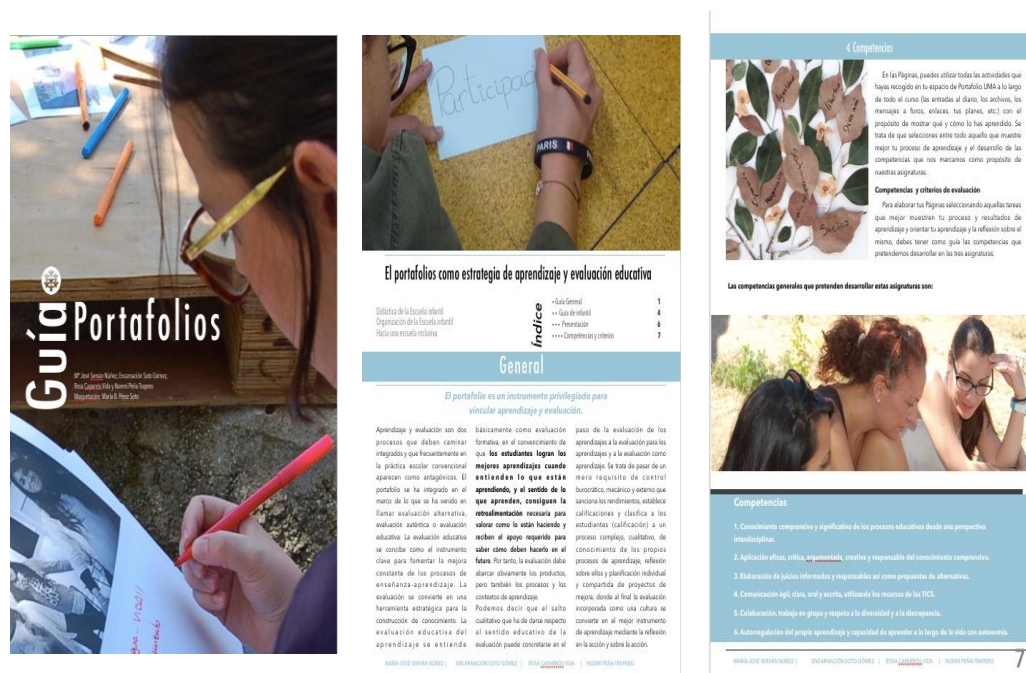 Guía
Portafolios
Mª José Serván Núñez, Encarnación Soto Gómez,
Rosa Caparrós Vida y Noemí Peña Trapero
Maquetación: María B. Pérez Soto
Participad
PARIS
El portafolios como estrategia de aprendizaje y evaluación educativa
Didáctica de la Escuela infantil
Organización de la Escuela infantil
Hacia una escuela inclusiva
Índice
• Guía General 1
•• Guía de infantil 4
••• Presentación 6
•••• Competencias y criterios 7
General
El portafolio es un instrumento privilegiado para
vincular aprendizaje y evaluación.
Aprendizaje y evaluación son dos
procesos que deben caminar
integrados y que frecuentemente en
la práctica escolar convencional
aparecen como antagónicos. El
portafolio se ha integrado en el
marco de lo que se ha venido en
llamar evaluación alternativa,
evaluación auténtica o evaluación
educativa. La evaluación educativa
se concibe como el instrumento
clave para fomentar la mejora
constante de los procesos de
enseñanza-aprendizaje. La
evaluación se convierte en una
herramienta estratégica para la
construcción de conocimiento. La
evaluación educativa del
aprendizaje se entiende
básicamente como evaluación
formativa, en el convencimiento de
que los estudiantes logran los
mejores aprendizajes cuando
entienden lo que están
aprendiendo, y el sentido de lo
que aprenden, consiguen la
retroalimentación necesaria para
valorar como lo están haciendo y
reciben el apoyo requerido para
saber cómo deben hacerlo en el
futuro. Por tanto, la evaluación debe
abarcar obviamente los productos,
pero también los procesos y los
contextos de aprendizaje.
Podemos decir que el salto
cualitativo que ha de darse respecto
al sentido educativo de la
evaluación puede concretarse en el
paso de la evaluación de los
aprendizajes a la evaluación para los
aprendizajes y a la evaluación como
aprendizaje. Se trata de pasar de un
mero requisito de control
burocrático, mecánico y externo que
sanciona los rendimientos, establece
calificaciones y clasifica a los
estudiantes (calificación) a un
proceso complejo, cualitativo, de
conocimiento de los propios
procesos de aprendizaje, reflexión
sobre ellos y planificación individual
y compartida de proyectos de
mejora, donde al final la evaluación
incorporada como una cultura se
convierte en el mejor instrumento
de aprendizaje mediante la reflexión
en la acción y sobre la acción.
MARÍA JOSÉ SERVÁN NÚÑEZ | ENCARNACIÓN SOTO GÓMEZ | ROSA CAPARRÓS VIDA | NOEMÍ PEÑA TRAPERO
4. Competencias
En las Páginas, puedes utilizar todas las actividades que
hayas recogido en tu espacio de Portafolio UMA a lo largo
de todo el curso (las entradas al diario, los archivos, los
mensajes a foros, enlaces, tus planes, etc.) con el
propósito de mostrar qué y cómo lo has aprendido. Se
trata de que selecciones entre todo aquello que muestre
mejor tu proceso de aprendizaje y el desarrollo de las
competencias que nos marcamos como propósito de
nuestras asignaturas.
Competencias y criterios de evaluación
Para elaborar tus Páginas seleccionando aquellas tareas
que mejor muestren tu proceso y resultados de
aprendizaje y orientar tu aprendizaje y la reflexión sobre el
mismo, debes tener como guía las competencias que
pretendemos desarrollar en las tres asignaturas.
Las competencias generales que pretenden desarrollar estas asignaturas son:
Competencias
1. Conocimiento comprensivo y significativo de los procesos educativos desde una perspectiva
interdisciplinar.
2. Aplicación eficaz, crítica, argumentada, creativa y responsable del conocimiento comprensivo.
3. Elaboración de juicios informados y responsables así como propuestas de alternativas.
4. Comunicación ágil, clara, oral y escrita, utilizando los recursos de las TICS.
5. Colaboración, trabajo en grupo y respeto a la diversidad y a la discrepancia.
6. Autorregulación del propio aprendizaje y capacidad de aprender a lo largo de la vida con autonomía.
MARÍA JOSÉ SERVÁN NÚÑEZ | ENCARNACIÓN SOTO GÓMEZ | ROSA CAPARRÓS VIDA | NOEMÍ PEÑA TRAPERO
7